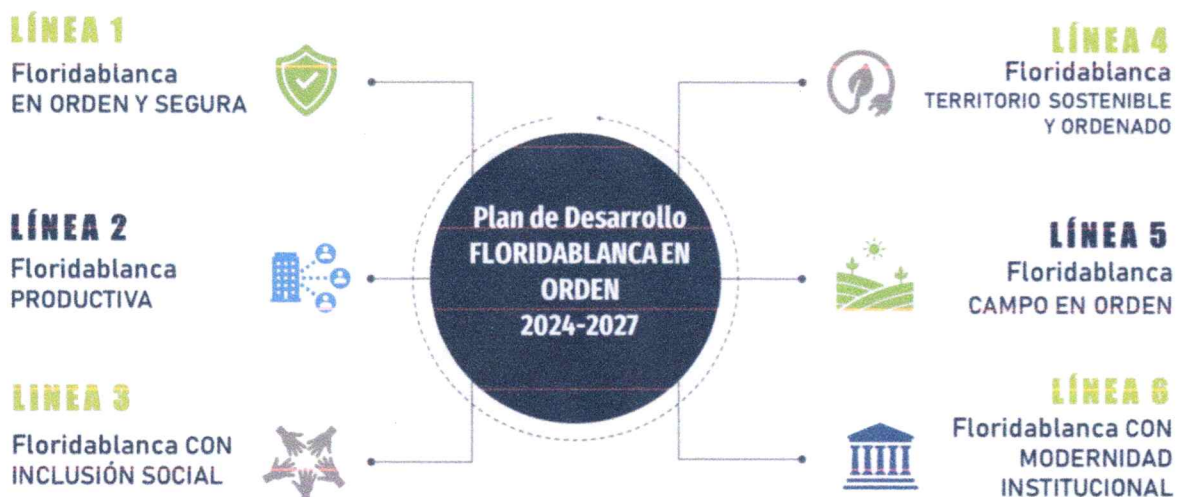 LÍNEA 1
Floridablanca
EN ORDEN Y SEGURA
LÍNEA 2
Floridablanca
PRODUCTIVA
LINEA 3
Floridablanca CON
INCLUSIÓN SOCIAL
Plan de Desarrollo
FLORIDABLANCA EN
ORDEN
2024-2027
LÍNEA 4
Floridablanca
TERRITORIO SOSTENIBLE
Y ORDENADO
LÍNEA 5
Floridablanca
CAMPO EN ORDEN
LÍNEA 6
Floridablanca CON
MODERNIDAD
INSTITUCIONAL